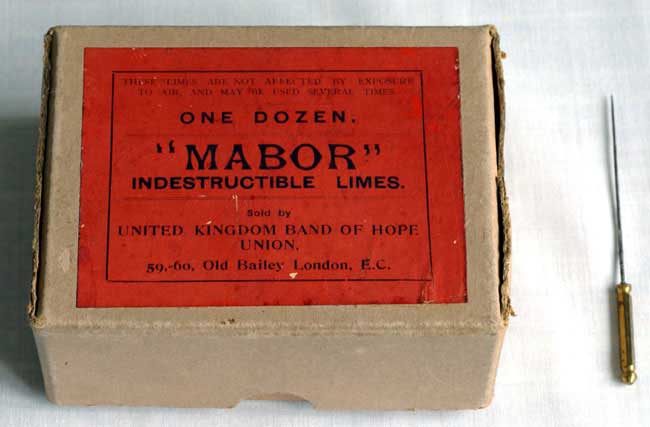 THESE LIMES ARE NOT AFFECTED BY EXPOSURE
TO AIR, AND MAY BE USED SEVERAL TIMES.
ONE DOZEN.
"MABOR"
INDESTRUCTIBLE LIMES.
Sold by
UNITED KINGDOM BAND OF HOPE
UNION,
59,-60, Old Bailey London, E.C.